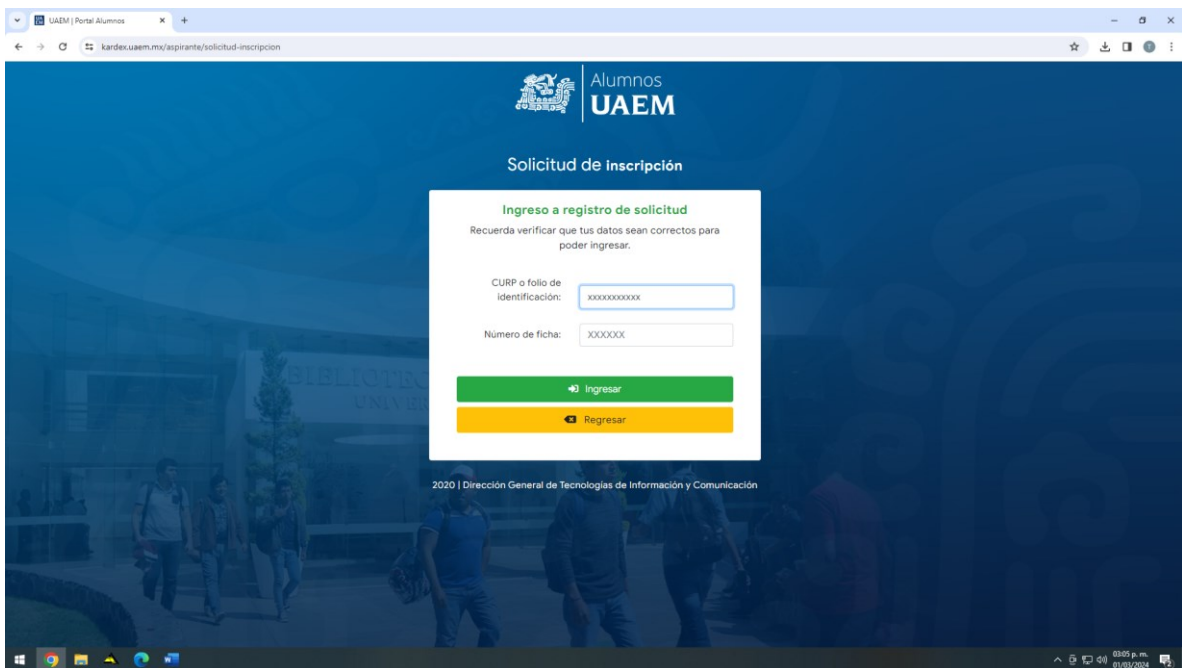 UAEM | Portal Alumnos
kardex.uaem.mx/aspirante/solicitud-inscripcion
Alumnos
UAEM
Solicitud de inscripción
Ingreso a registro de solicitud
Recuerda verificar que tus datos sean correctos para
poder ingresar.
CURP o folio de
identificación:
xxxxxxxxxxx
Número de ficha:
XXXXXX
Ingresar
Regresar
BIBLIOTEC
UNIVER
2020 | Dirección General de Tecnologías de Información y Comunicación
03:05 p. m.
01/03/2024